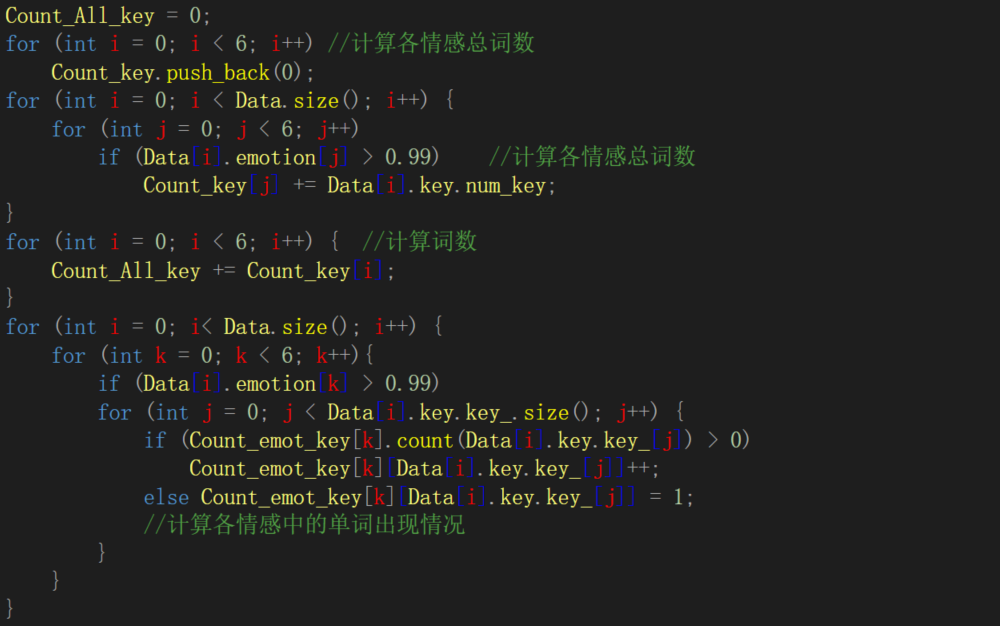 Count_All_key = 0;
for (int i = 0; i < 6; i++) //计算各情感总词数
    Count_key.push_back(0);
for (int i = 0; i < Data.size(); i++) {
    for (int j = 0; j < 6; j++)
        if (Data[i].emotion[j] > 0.99)    //计算各情感总词数
            Count_key[j] += Data[i].key.num_key;
}
for (int i = 0; i < 6; i++) {  //计算词数
    Count_All_key += Count_key[i];
}
for (int i = 0; i< Data.size(); i++) {
    for (int k = 0; k < 6; k++){
        if (Data[i].emotion[k] > 0.99)
        for (int j = 0; j < Data[i].key.key_.size(); j++) {
            if (Count_emot_key[k].count(Data[i].key.key_[j]) > 0)
                Count_emot_key[k][Data[i].key.key_[j]]++;
            else Count_emot_key[k][Data[i].key.key_[j]] = 1;
            //计算各情感中的单词出现情况
        }
    }
}